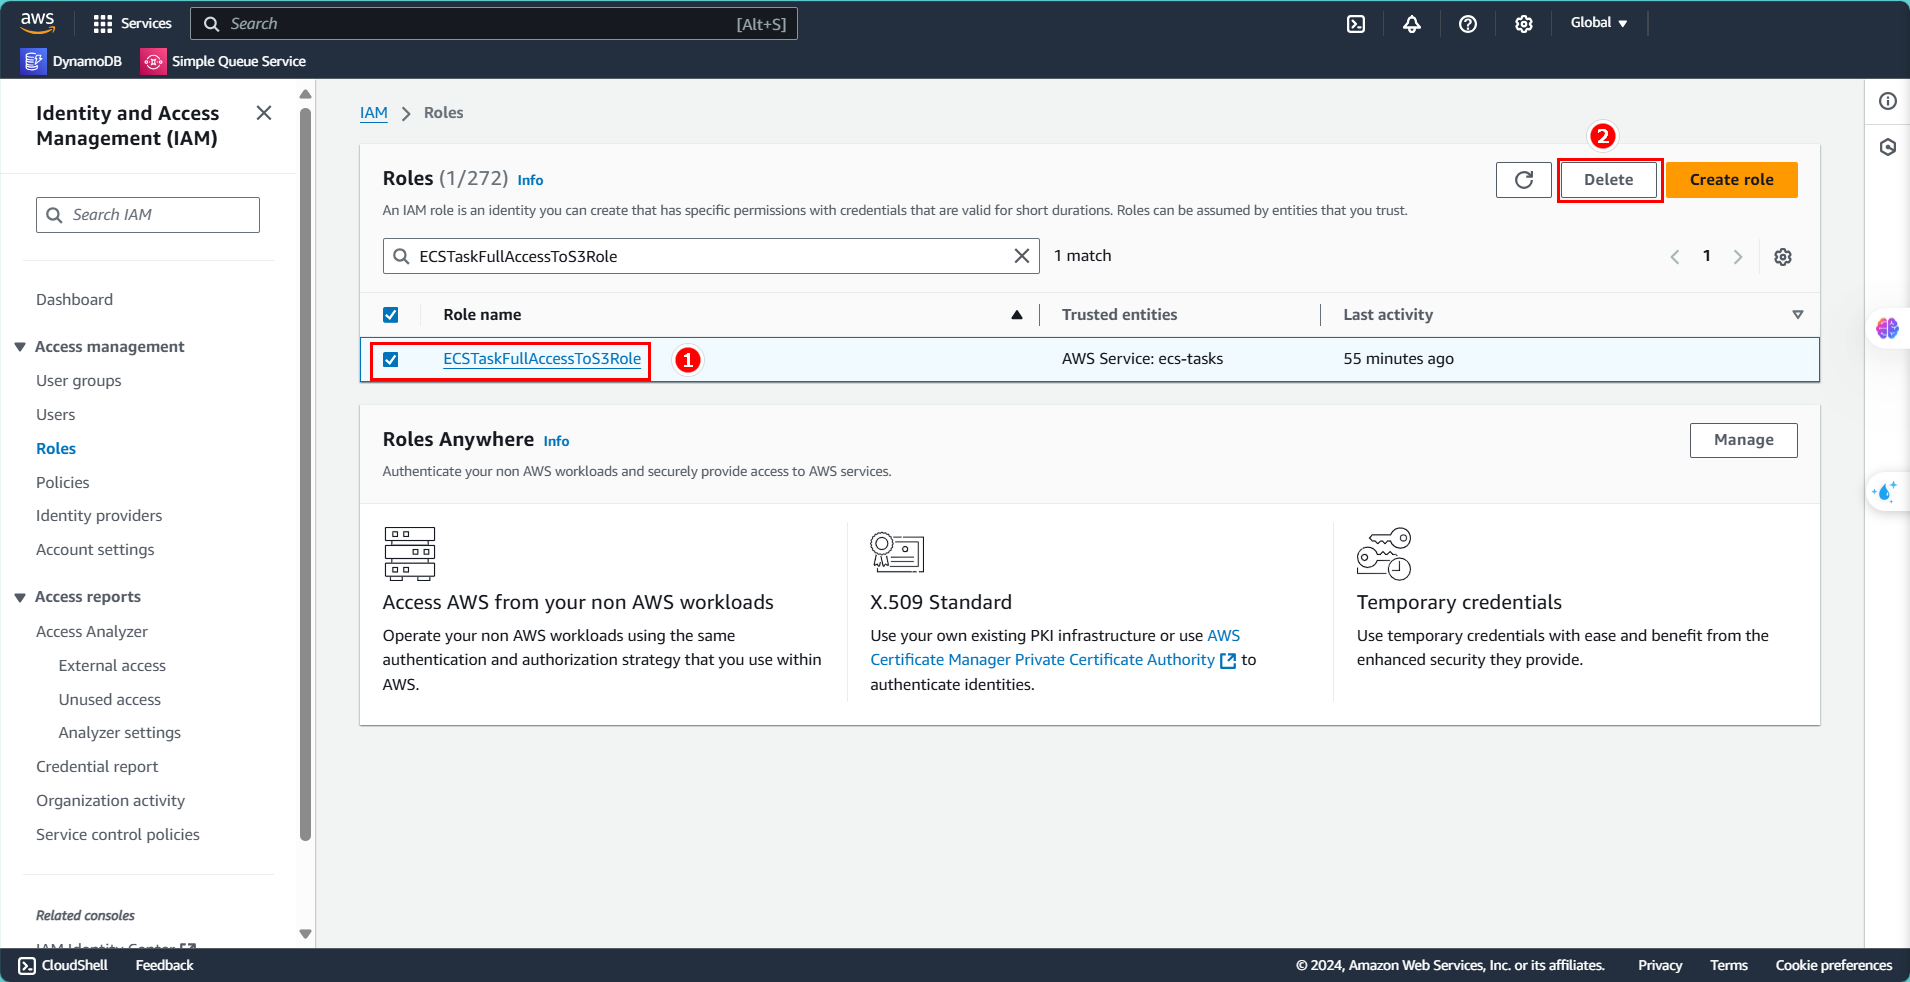 aws
Services
Search
[Alt+S]
Global
DynamoDB
Simple Queue Service
Identity and Access
Management (IAM)
Search IAM
Dashboard
Access management
User groups
Users
Roles
Policies
Identity providers
Account settings
Access reports
Access Analyzer
External access
Unused access
Analyzer settings
Credential report
Organization activity
Service control policies
Related consoles
IAM Identity Center
IAM
Roles
2
Roles (1/272) Info
Delete
Create role
An IAM role is an identity you can create that has specific permissions with credentials that are valid for short durations. Roles can be assumed by entities that you trust.
ECSTaskFullAccessToS3Role
1 match
1
Role name
Trusted entities
Last activity
ECSTaskFullAccessToS3Role
1
AWS Service: ecs-tasks
55 minutes ago
Roles Anywhere Info
Manage
Authenticate your non AWS workloads and securely provide access to AWS services.
Access AWS from your non AWS workloads
Operate your non AWS workloads using the same
authentication and authorization strategy that you use within
AWS.
X.509 Standard
Use your own existing PKI infrastructure or use AWS
Certificate Manager Private Certificate Authority to
authenticate identities.
Temporary credentials
Use temporary credentials with ease and benefit from the
enhanced security they provide.
CloudShell
Feedback
© 2024, Amazon Web Services, Inc. or its affiliates.
Privacy
Terms
Cookie preferences